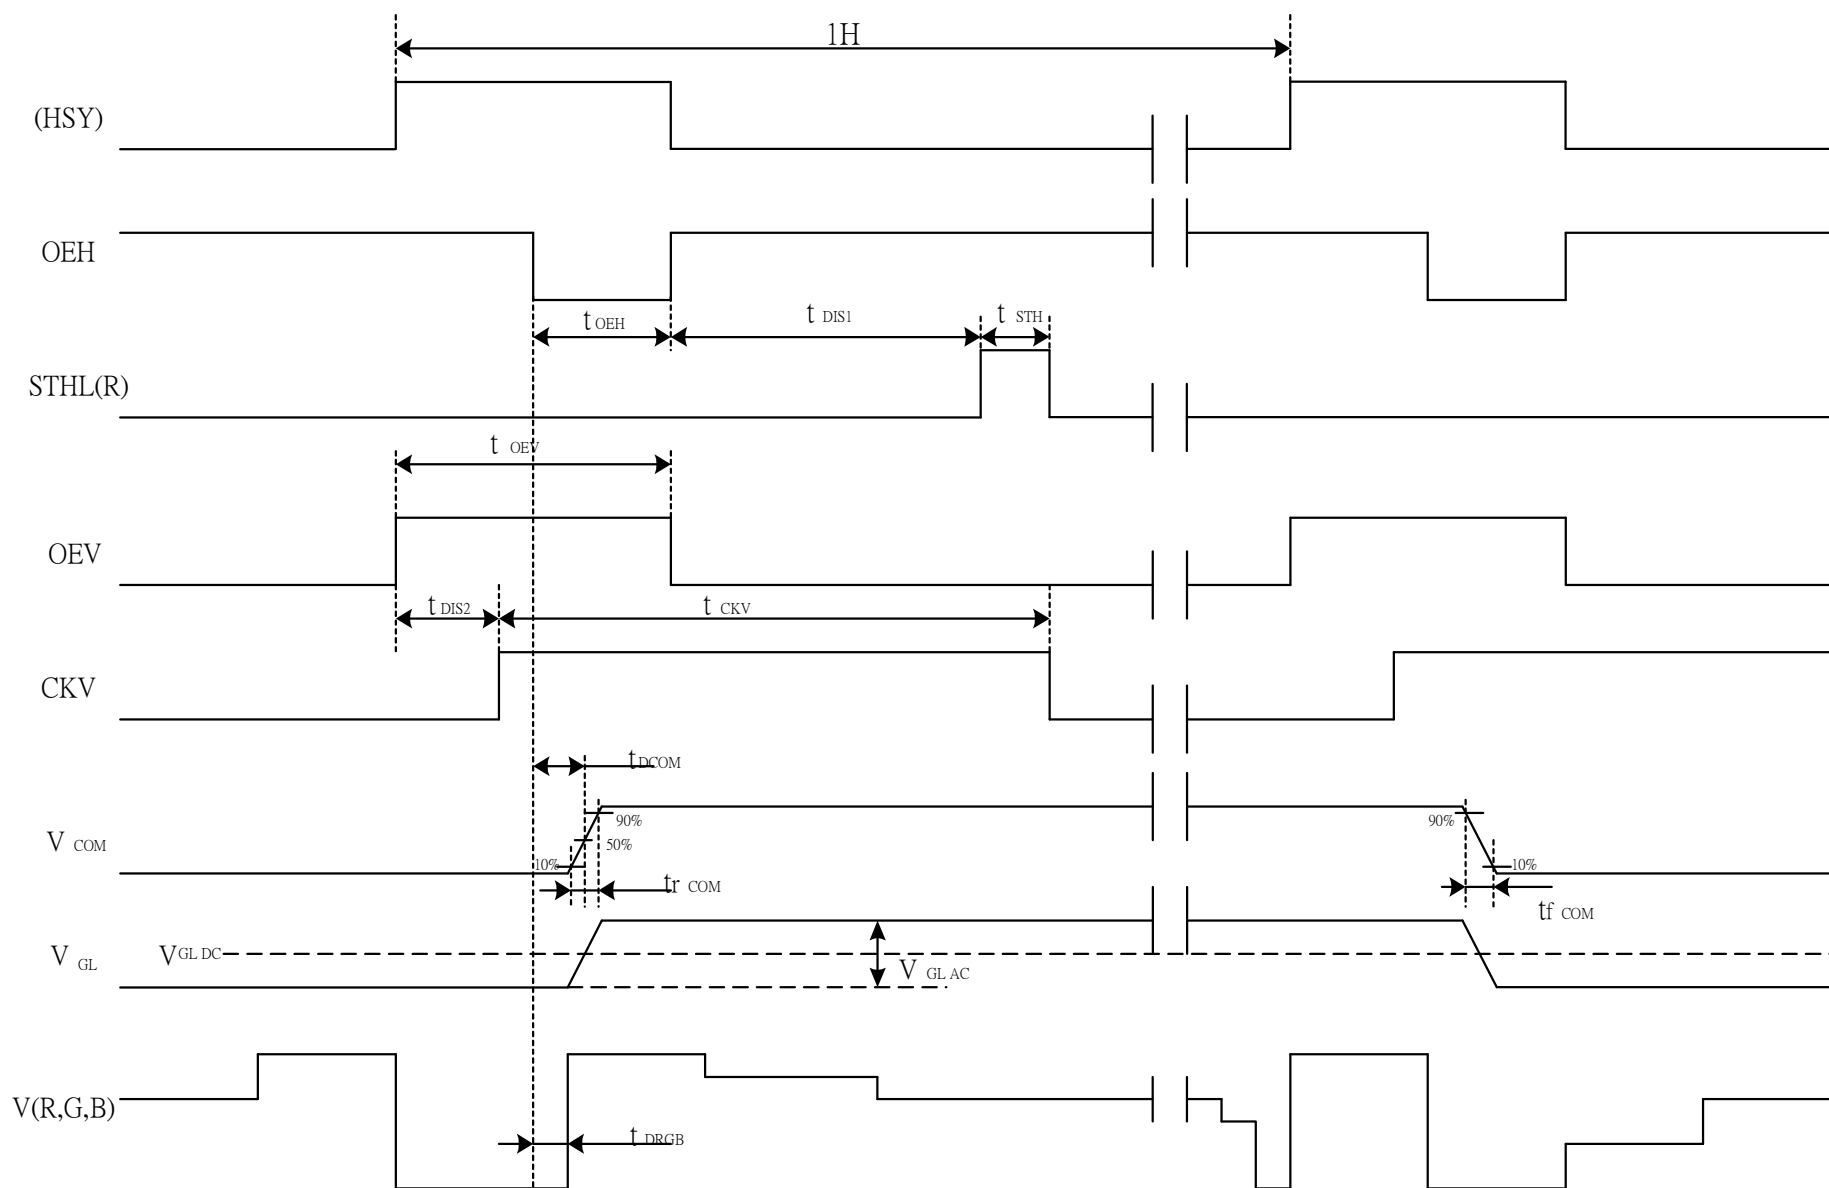 1H
(HSY)
OEH
t OEH
t DIS1
t STH
STHL(R)
t OEV
OEV
t DIS2
t CKV
CKV
t DCOM
90%
50%
10%
90%
10%
V COM
tr COM
tf COM
V GL
VGL DC
V GL AC
V(R,G,B)
t DRGB